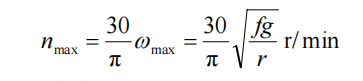 n_max = 30/π ω_max = 30/π √(fg/r) r/min